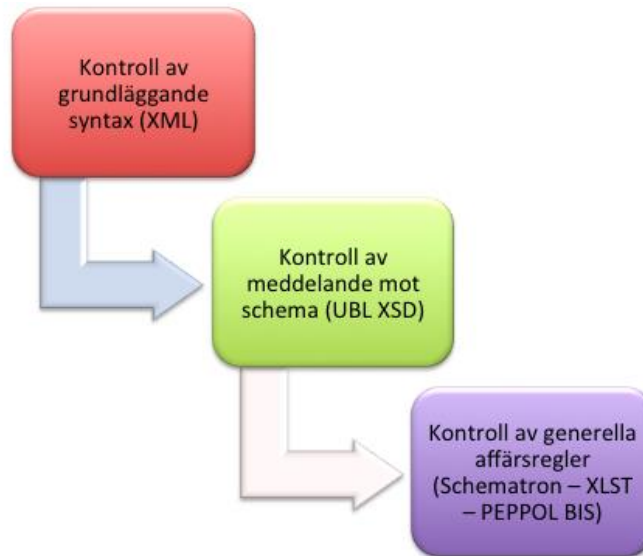 Kontroll av
grundläggande
syntax (XML)
Kontroll av
meddelande mot
schema (UBL XSD)
Kontroll av generella
affärsregler
(Schematron – XLST
– PEPPOL BIS)